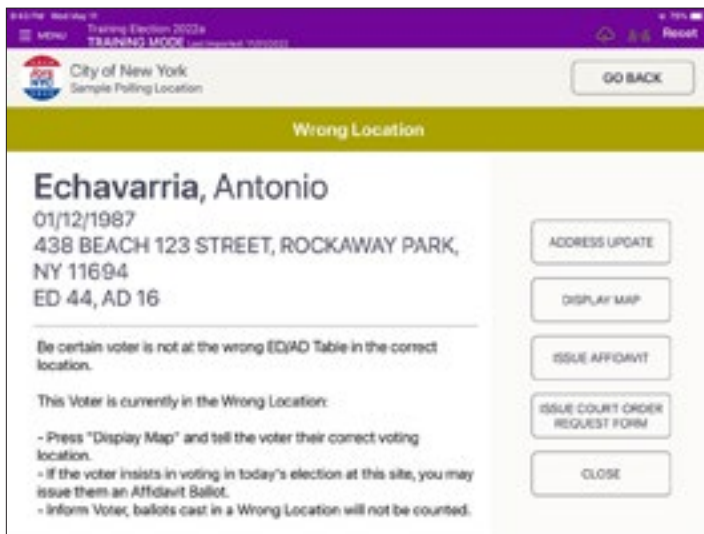 MENU
Training Election 2022a
TRAINING MODE
Reset
VOTE
NYC
City of New York
Sample Polling Location
GO BACK
Wrong Location
Echavarria, Antonio
01/12/1987
438 BEACH 123 STREET, ROCKAWAY PARK,
NY 11694
ED 44, AD 16
Be certain voter is not at the wrong ED/AD Table in the correct
location.
This Voter is currently in the Wrong Location:
- Press "Display Map" and tell the voter their correct voting
location.
- If the voter insists in voting in today's election at this site, you may
issue them an Affidavit Ballot.
- Inform Voter, ballots cast in a Wrong Location will not be counted.
ADDRESS UPDATE
DISPLAY MAP
ISSUE AFFIDAVIT
ISSUE COURT ORDER
REQUEST FORM
CLOSE